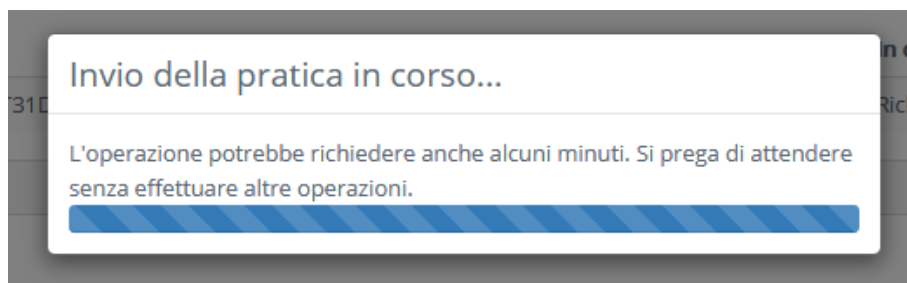 Invio della pratica in corso...
L'operazione potrebbe richiedere anche alcuni minuti. Si prega di attendere
senza effettuare altre operazioni.